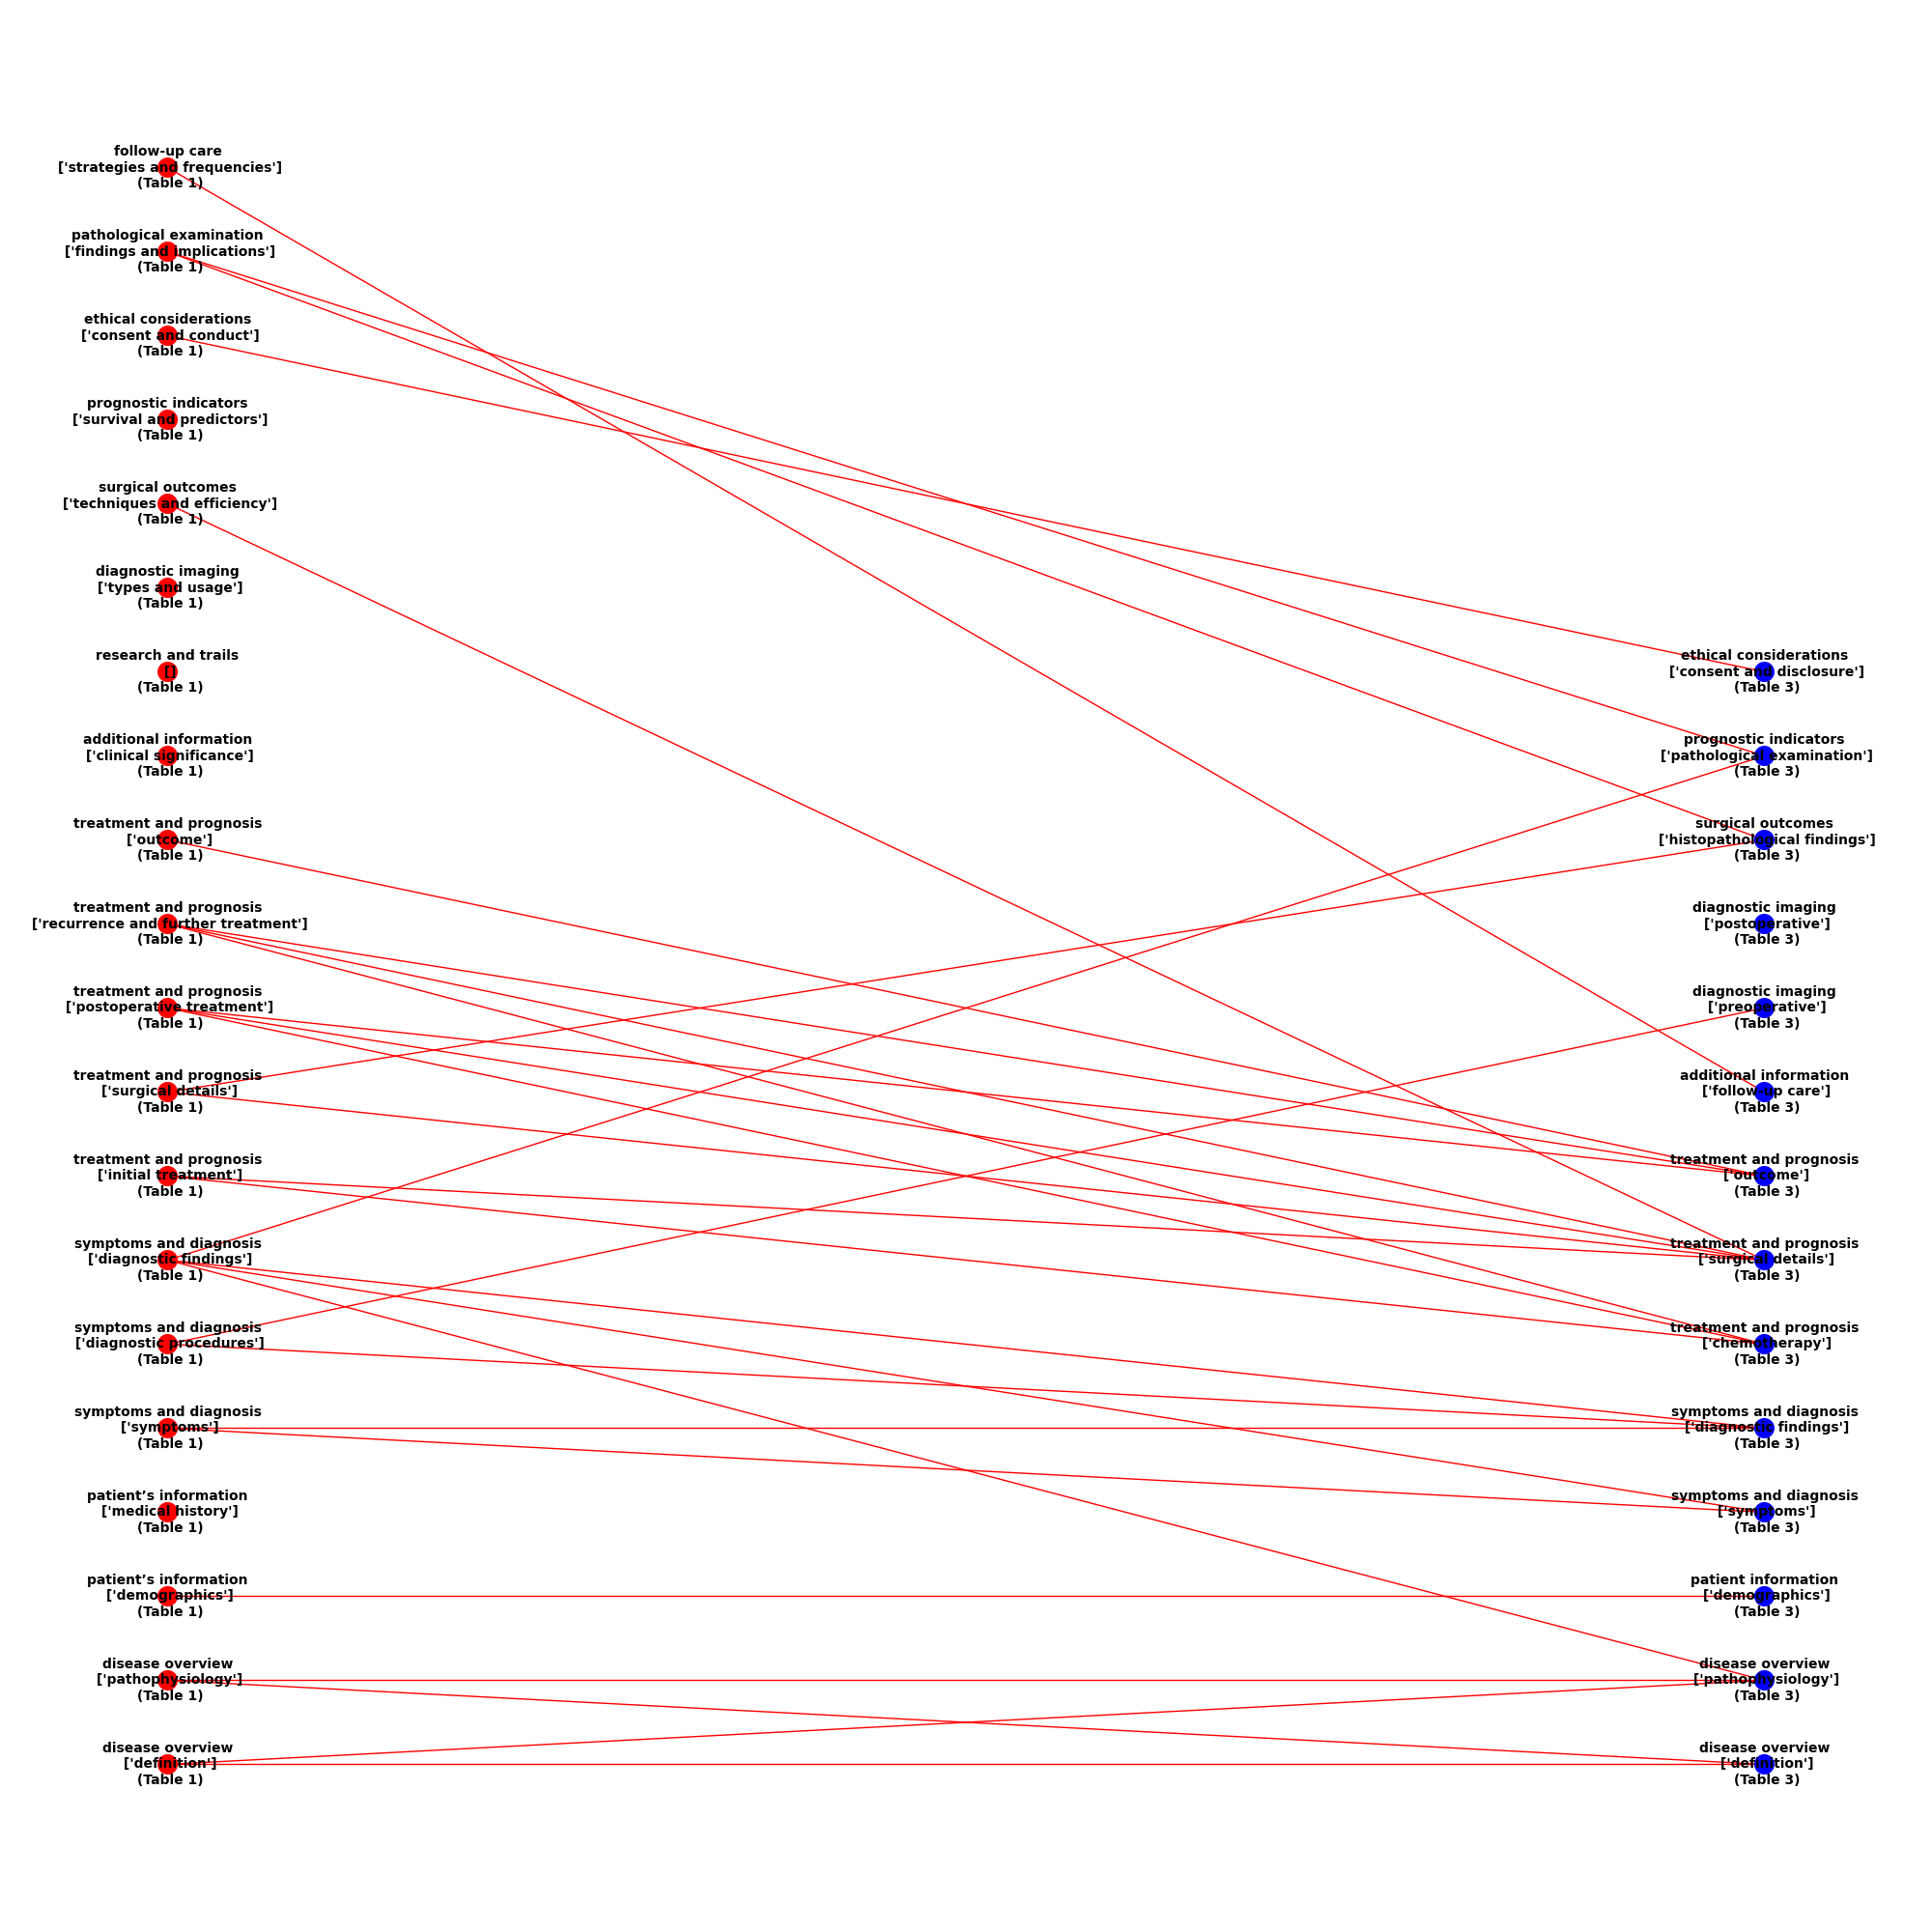 follow-up care
['strategies and frequencies']
(Table 1)
pathological examination
['findings and implications']
(Table 1)
ethical considerations
['consent and conduct']
(Table 1)
prognostic indicators
['survival and predictors']
(Table 1)
surgical outcomes
['techniques and efficiency']
(Table 1)
diagnostic imaging
['types and usage']
(Table 1)
research and trails
[]
(Table 1)
additional information
['clinical significance']
(Table 1)
treatment and prognosis
['outcome']
(Table 1)
treatment and prognosis
['recurrence and further treatment']
(Table 1)
treatment and prognosis
['postoperative treatment']
(Table 1)
treatment and prognosis
['surgical details']
(Table 1)
treatment and prognosis
['initial treatment']
(Table 1)
symptoms and diagnosis
['diagnostic findings']
(Table 1)
symptoms and diagnosis
['diagnostic procedures']
(Table 1)
symptoms and diagnosis
['symptoms']
(Table 1)
patient’s information
['medical history']
(Table 1)
patient’s information
['demographics']
(Table 1)
disease overview
['pathophysiology']
(Table 1)
disease overview
['definition']
(Table 1)
ethical considerations
['consent and disclosure']
(Table 3)
prognostic indicators
['pathological examination']
(Table 3)
surgical outcomes
['histopathological findings']
(Table 3)
diagnostic imaging
['postoperative']
(Table 3)
diagnostic imaging
['preoperative']
(Table 3)
additional information
['follow-up care']
(Table 3)
treatment and prognosis
['outcome']
(Table 3)
treatment and prognosis
['surgical details']
(Table 3)
treatment and prognosis
['chemotherapy']
(Table 3)
symptoms and diagnosis
['diagnostic findings']
(Table 3)
symptoms and diagnosis
['symptoms']
(Table 3)
patient information
['demographics']
(Table 3)
disease overview
['pathophysiology']
(Table 3)
disease overview
['definition']
(Table 3)